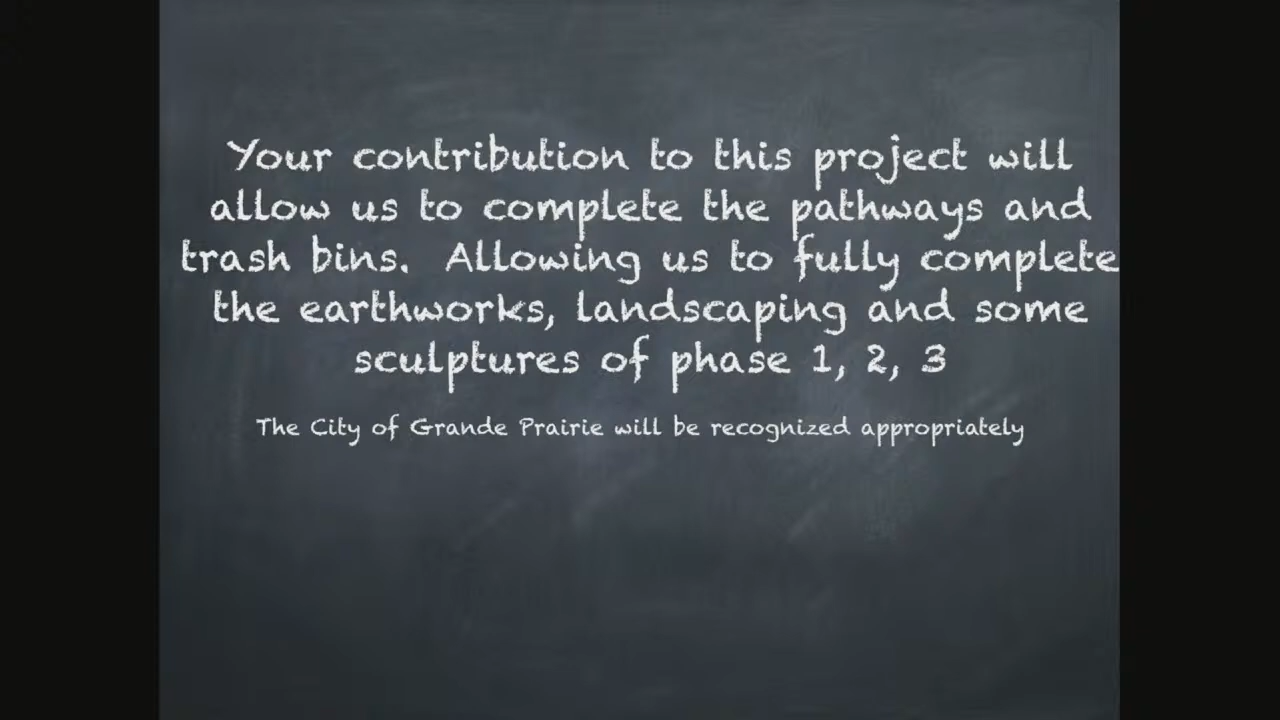 Your contribution to this project will
allow us to complete the pathways and
trash bins.  Allowing us to fully complete
the earthworks, landscaping and some
sculptures of phase 1, 2, 3
The City of Grande Prairie will be recognized appropriately